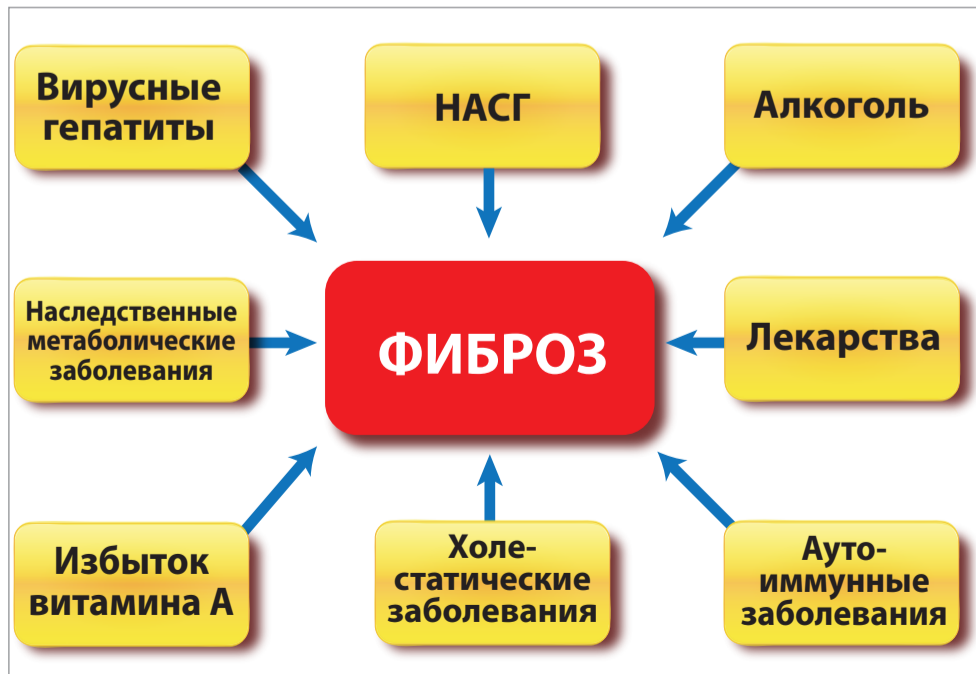 Вирусные
гепатиты
НАСГ
Алкоголь
Наследственные
метаболические
заболевания
ФИБРОЗ
Лекарства
Избыток
витамина А
Холе-
статические
заболевания
Ауто-
иммунные
заболевания